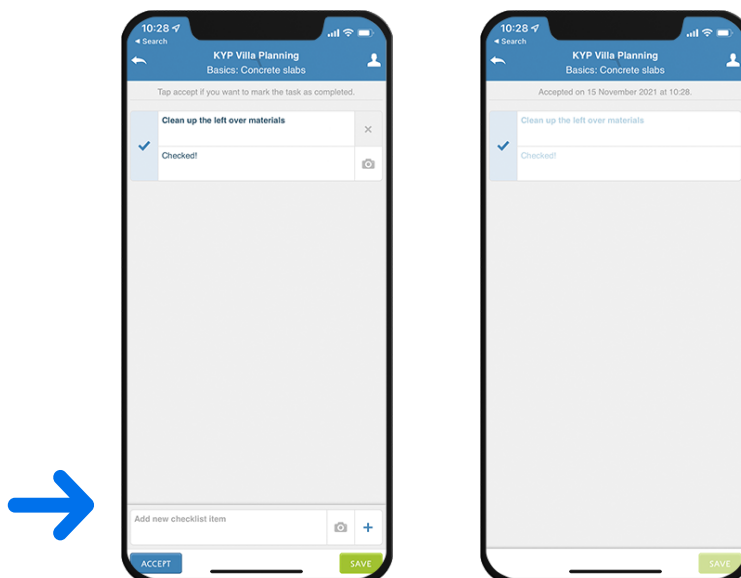 10:28
Search
KYP Villa Planning
Basics: Concrete slabs
Tap accept if you want to mark the task as completed.
Clean up the left over materials
Checked!
Add new checklist item
ACCEPT
SAVE
10:28
Search
KYP Villa Planning
Basics: Concrete slabs
Accepted on 15 November 2021 at 10:28.
Clean up the left over materials
Checked!
SAVE